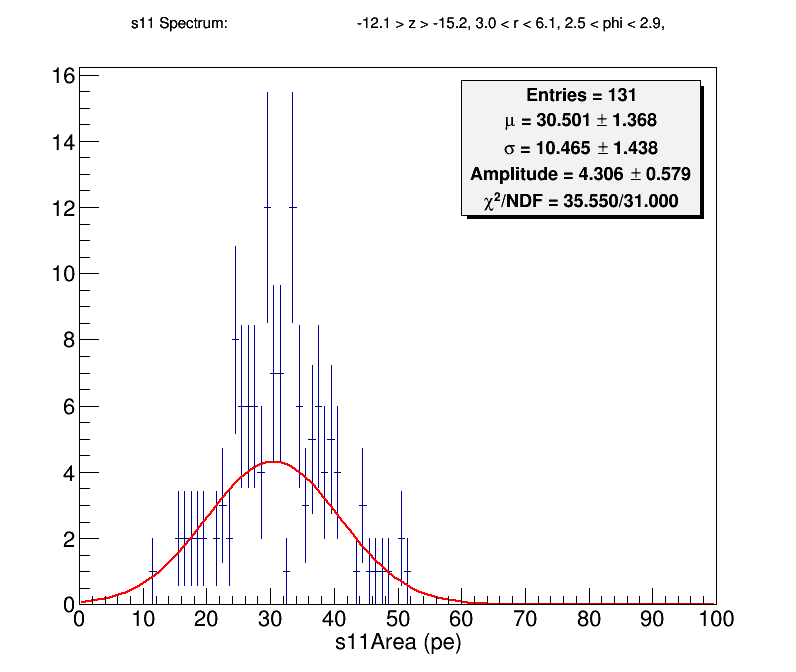 s11 Spectrum: -12.1 > z > -15.2, 3.0 < r < 6.1, 2.5 < phi < 2.9,
Entries = 131
μ = 30.501 ± 1.368
σ = 10.465 ± 1.438
Amplitude = 4.306 ± 0.579
χ²/NDF = 35.550/31.000
16
14
12
10
8
6
4
2
0
0 10 20 30 40 50 60 70 80 90 100
s11Area (pe)